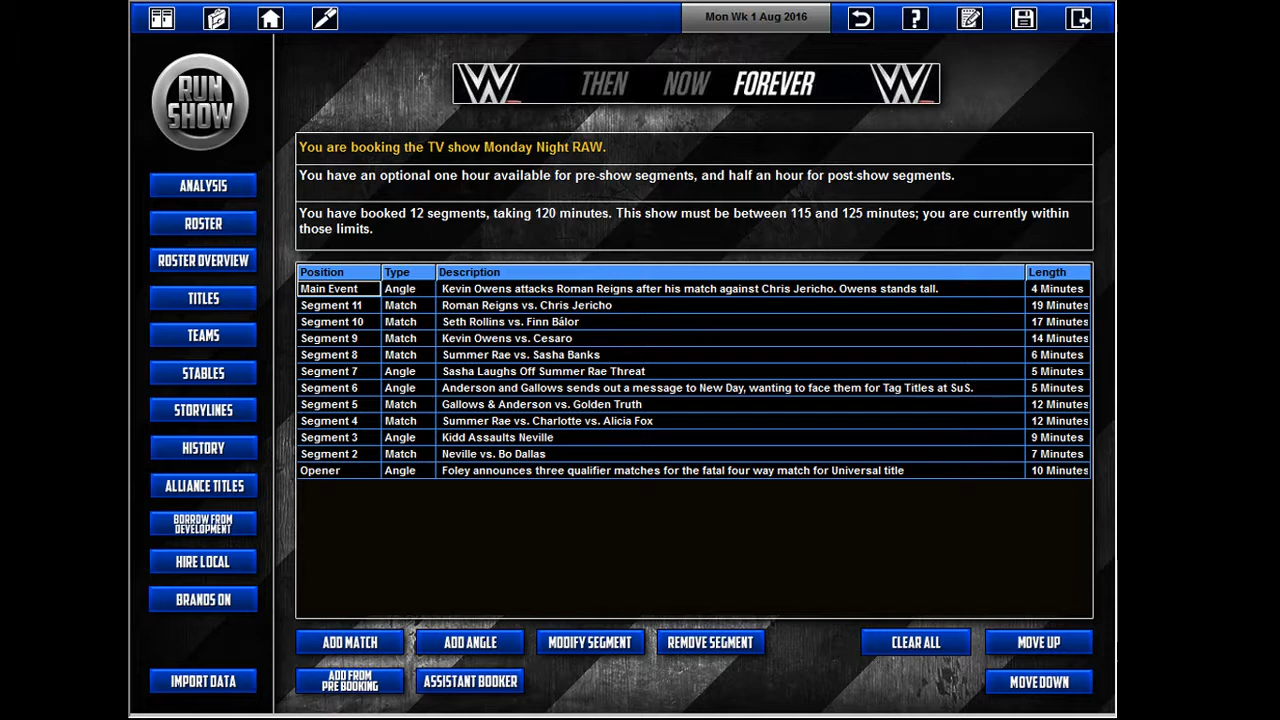 Mon Wk 1 Aug 2016
RUN
SHOW
W THEN NOW FOREVER W
You are booking the TV show Monday Night RAW.
You have an optional one hour available for pre-show segments, and half an hour for post-show segments.
You have booked 12 segments, taking 120 minutes. This show must be between 115 and 125 minutes; you are currently within
those limits.
ANALYSIS
ROSTER
ROSTER OVERVIEW
TITLES
TEAMS
STABLES
STORYLINES
HISTORY
ALLIANCE TITLES
BORROW FROM
DEVELOPMENT
HIRE LOCAL
BRANDS ON
IMPORT DATA
Position Type Description Length
Main Event Angle Kevin Owens attacks Roman Reigns after his match against Chris Jericho. Owens stands tall. 4 Minutes
Segment 11 Match Roman Reigns vs. Chris Jericho 19 Minutes
Segment 10 Match Seth Rollins vs. Finn Bálor 17 Minutes
Segment 9 Match Kevin Owens vs. Cesaro 14 Minutes
Segment 8 Match Summer Rae vs. Sasha Banks 6 Minutes
Segment 7 Angle Sasha Laughs Off Summer Rae Threat 5 Minutes
Segment 6 Angle Anderson and Gallows sends out a message to New Day, wanting to face them for Tag Titles at SuS. 5 Minutes
Segment 5 Match Gallows & Anderson vs. Golden Truth 12 Minutes
Segment 4 Match Summer Rae vs. Charlotte vs. Alicia Fox 12 Minutes
Segment 3 Angle Kidd Assaults Neville 9 Minutes
Segment 2 Match Neville vs. Bo Dallas 7 Minutes
Opener Angle Foley announces three qualifier matches for the fatal four way match for Universal title 10 Minutes
ADD MATCH ADD ANGLE MODIFY SEGMENT REMOVE SEGMENT CLEAR ALL MOVE UP
ADD FROM
PRE BOOKING
ASSISTANT BOOKER MOVE DOWN